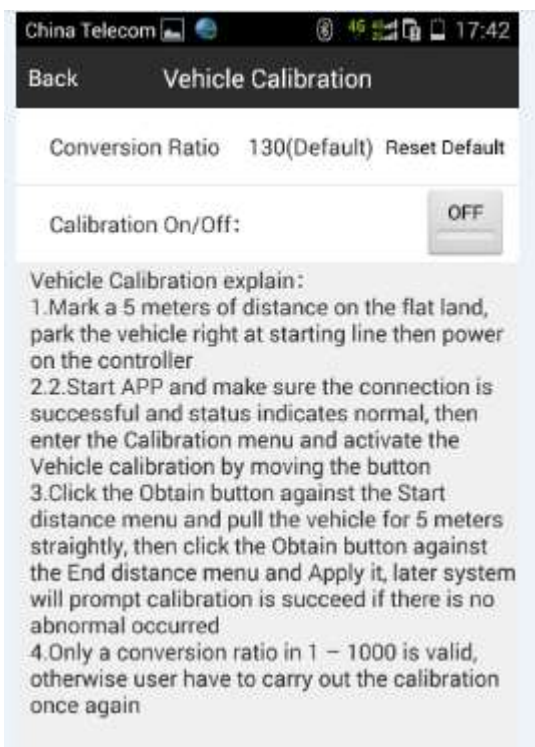 China Telecom 4G 17:42
Back Vehicle Calibration
Conversion Ratio 130(Default) Reset Default
Calibration On/Off: OFF
Vehicle Calibration explain:
1.Mark a 5 meters of distance on the flat land,
park the vehicle right at starting line then power
on the controller
2.2.Start APP and make sure the connection is
successful and status indicates normal, then
enter the Calibration menu and activate the
Vehicle calibration by moving the button
3.Click the Obtain button against the Start
distance menu and pull the vehicle for 5 meters
straightly, then click the Obtain button against
the End distance menu and Apply it, later system
will prompt calibration is succeed if there is no
abnormal occurred
4.Only a conversion ratio in 1 – 1000 is valid,
otherwise user have to carry out the calibration
once again